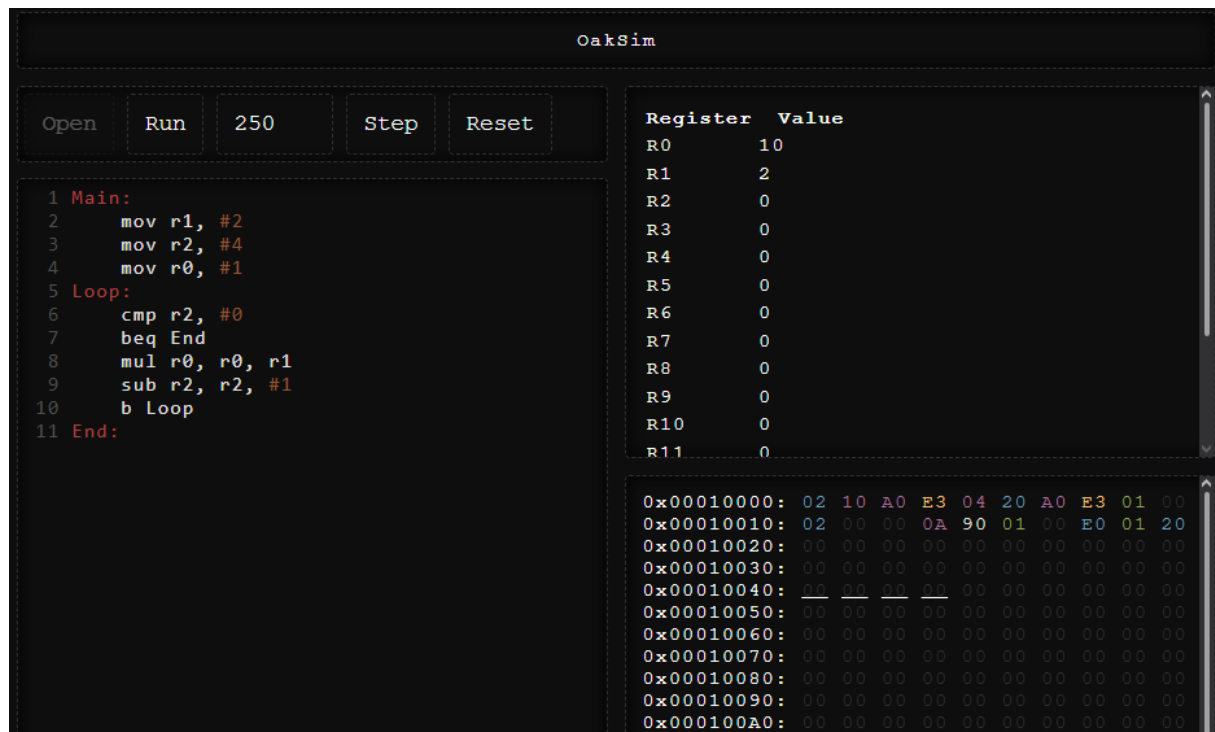 OakSim
Open Run 250 Step Reset
1 Main:
2 mov r1, #2
3 mov r2, #4
4 mov r0, #1
5 Loop:
6 cmp r2, #0
7 beq End
8 mul r0, r0, r1
9 sub r2, r2, #1
10 b Loop
11 End:
Register Value
R0 10
R1 2
R2 0
R3 0
R4 0
R5 0
R6 0
R7 0
R8 0
R9 0
R10 0
R11 0
0x00010000: 02 10 A0 E3 04 20 A0 E3 01 00
0x00010010: 02 00 00 0A 90 01 00 E0 01 20
0x00010020: 00 00 00 00 00 00 00 00 00 00
0x00010030: 00 00 00 00 00 00 00 00 00 00
0x00010040: 00 00 00 00 00 00 00 00 00 00
0x00010050: 00 00 00 00 00 00 00 00 00 00
0x00010060: 00 00 00 00 00 00 00 00 00 00
0x00010070: 00 00 00 00 00 00 00 00 00 00
0x00010080: 00 00 00 00 00 00 00 00 00 00
0x00010090: 00 00 00 00 00 00 00 00 00 00
0x000100A0: 00 00 00 00 00 00 00 00 00 00